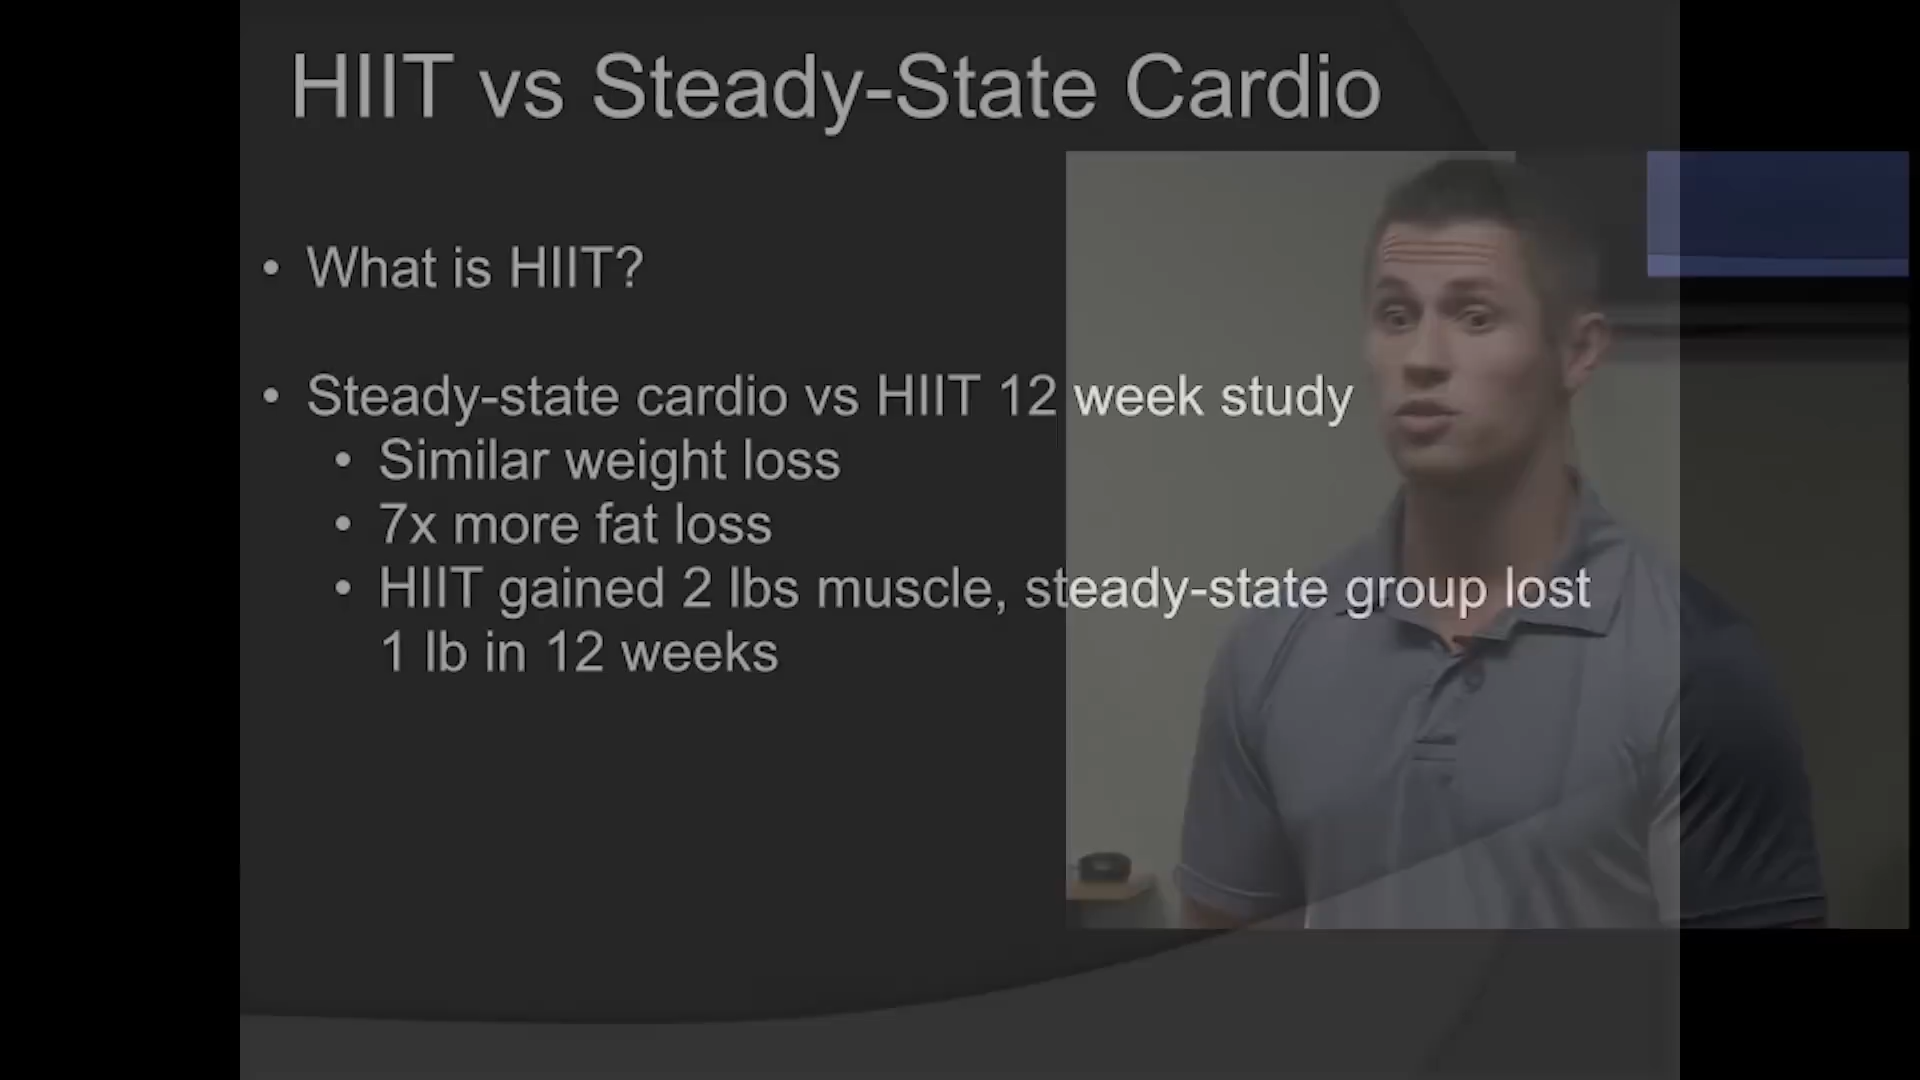 HIIT vs Steady-State Cardio
• What is HIIT?
• Steady-state cardio vs HIIT 12 week study
• Similar weight loss
• 7x more fat loss
• HIIT gained 2 lbs muscle, steady-state group lost
1 lb in 12 weeks